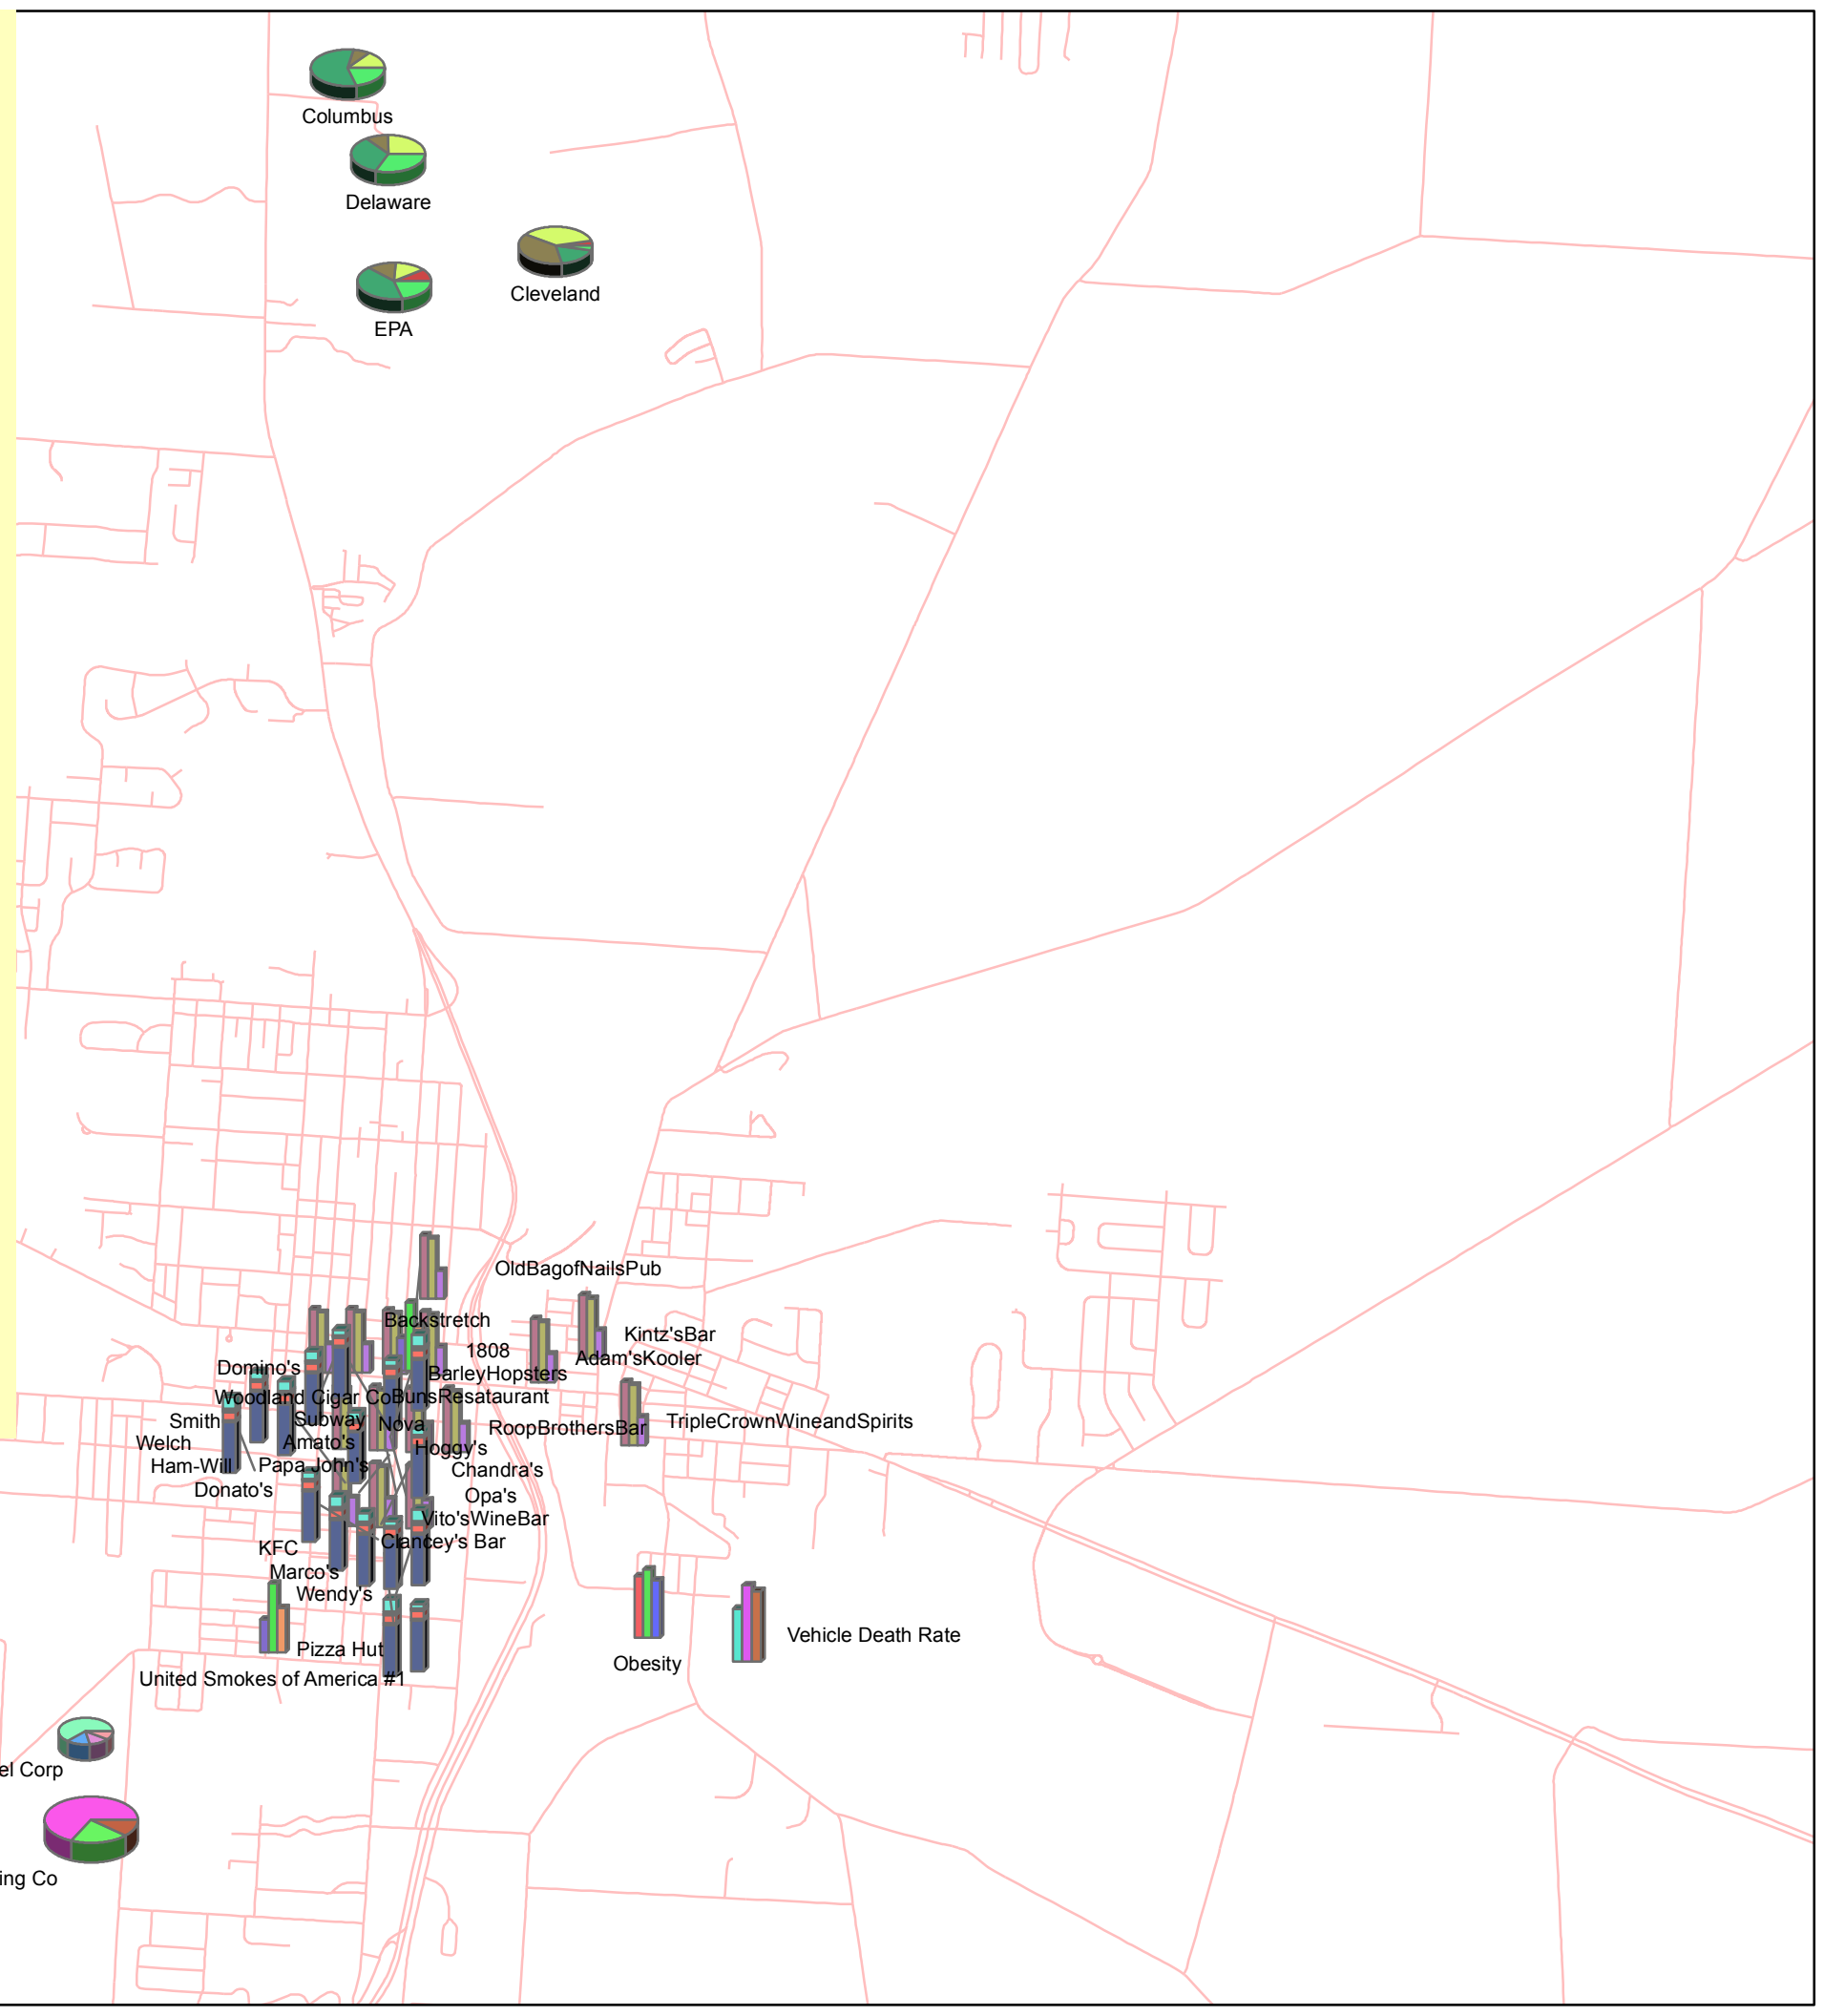 Columbus
Delaware
Cleveland
EPA
OldBagofNailsPub
Backstretch
Kintz'sBar
1808
Adam'sKooler
Domino's
BarleyHopsters
Woodland Cigar Co
BunsResataurant
Smith
Subway
Nova
RoopBrothersBar
TripleCrownWineandSpirits
Welch
Amato's
Hoggy's
Ham-Will
Papa John's
Chandra's
Donato's
Opa's
Vito'sWineBar
KFC
Clancey's Bar
Marco's
Wendy's
Pizza Hut
Vehicle Death Rate
Obesity
United Smokes of America #1
el Corp
ing Co